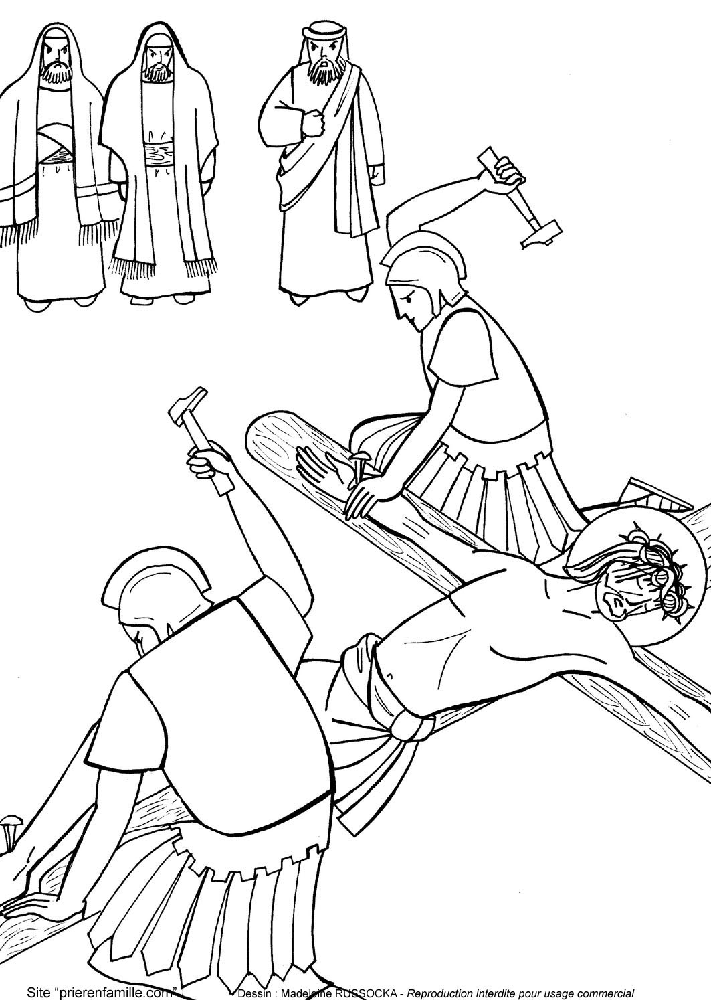 Site “prierenfamille.com” Dessin : Madeleine RUSSOCKA - Reproduction interdite pour usage commercial